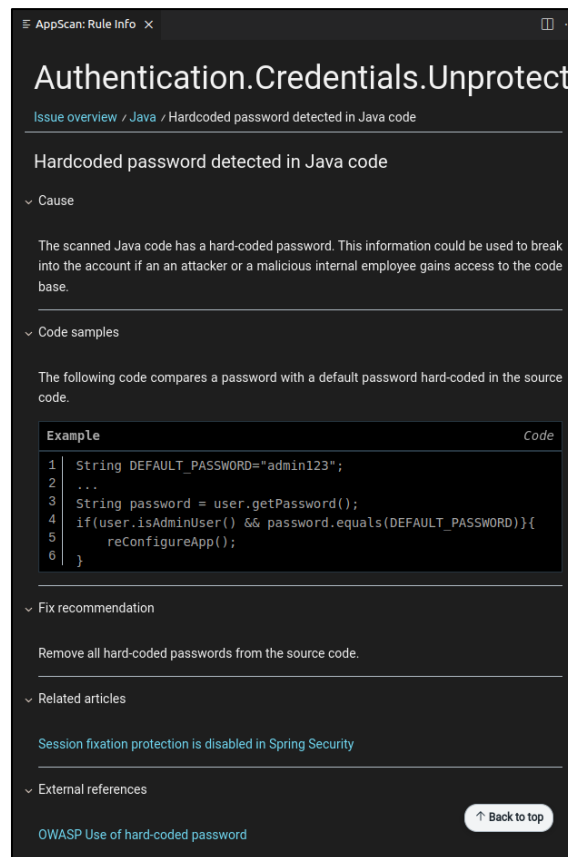 AppScan: Rule Info
Authentication.Credentials.Unprotect
Issue overview / Java / Hardcoded password detected in Java code
Hardcoded password detected in Java code
Cause
The scanned Java code has a hard-coded password. This information could be used to break
into the account if an an attacker or a malicious internal employee gains access to the code
base.
Code samples
The following code compares a password with a default password hard-coded in the source
code.
Example Code
1 String DEFAULT_PASSWORD="admin123";
2 ...
3 String password = user.getPassword();
4 if(user.isAdminUser() && password.equals(DEFAULT_PASSWORD)}{
5 reConfigureApp();
6 }
Fix recommendation
Remove all hard-coded passwords from the source code.
Related articles
Session fixation protection is disabled in Spring Security
External references
↑ Back to top
OWASP Use of hard-coded password